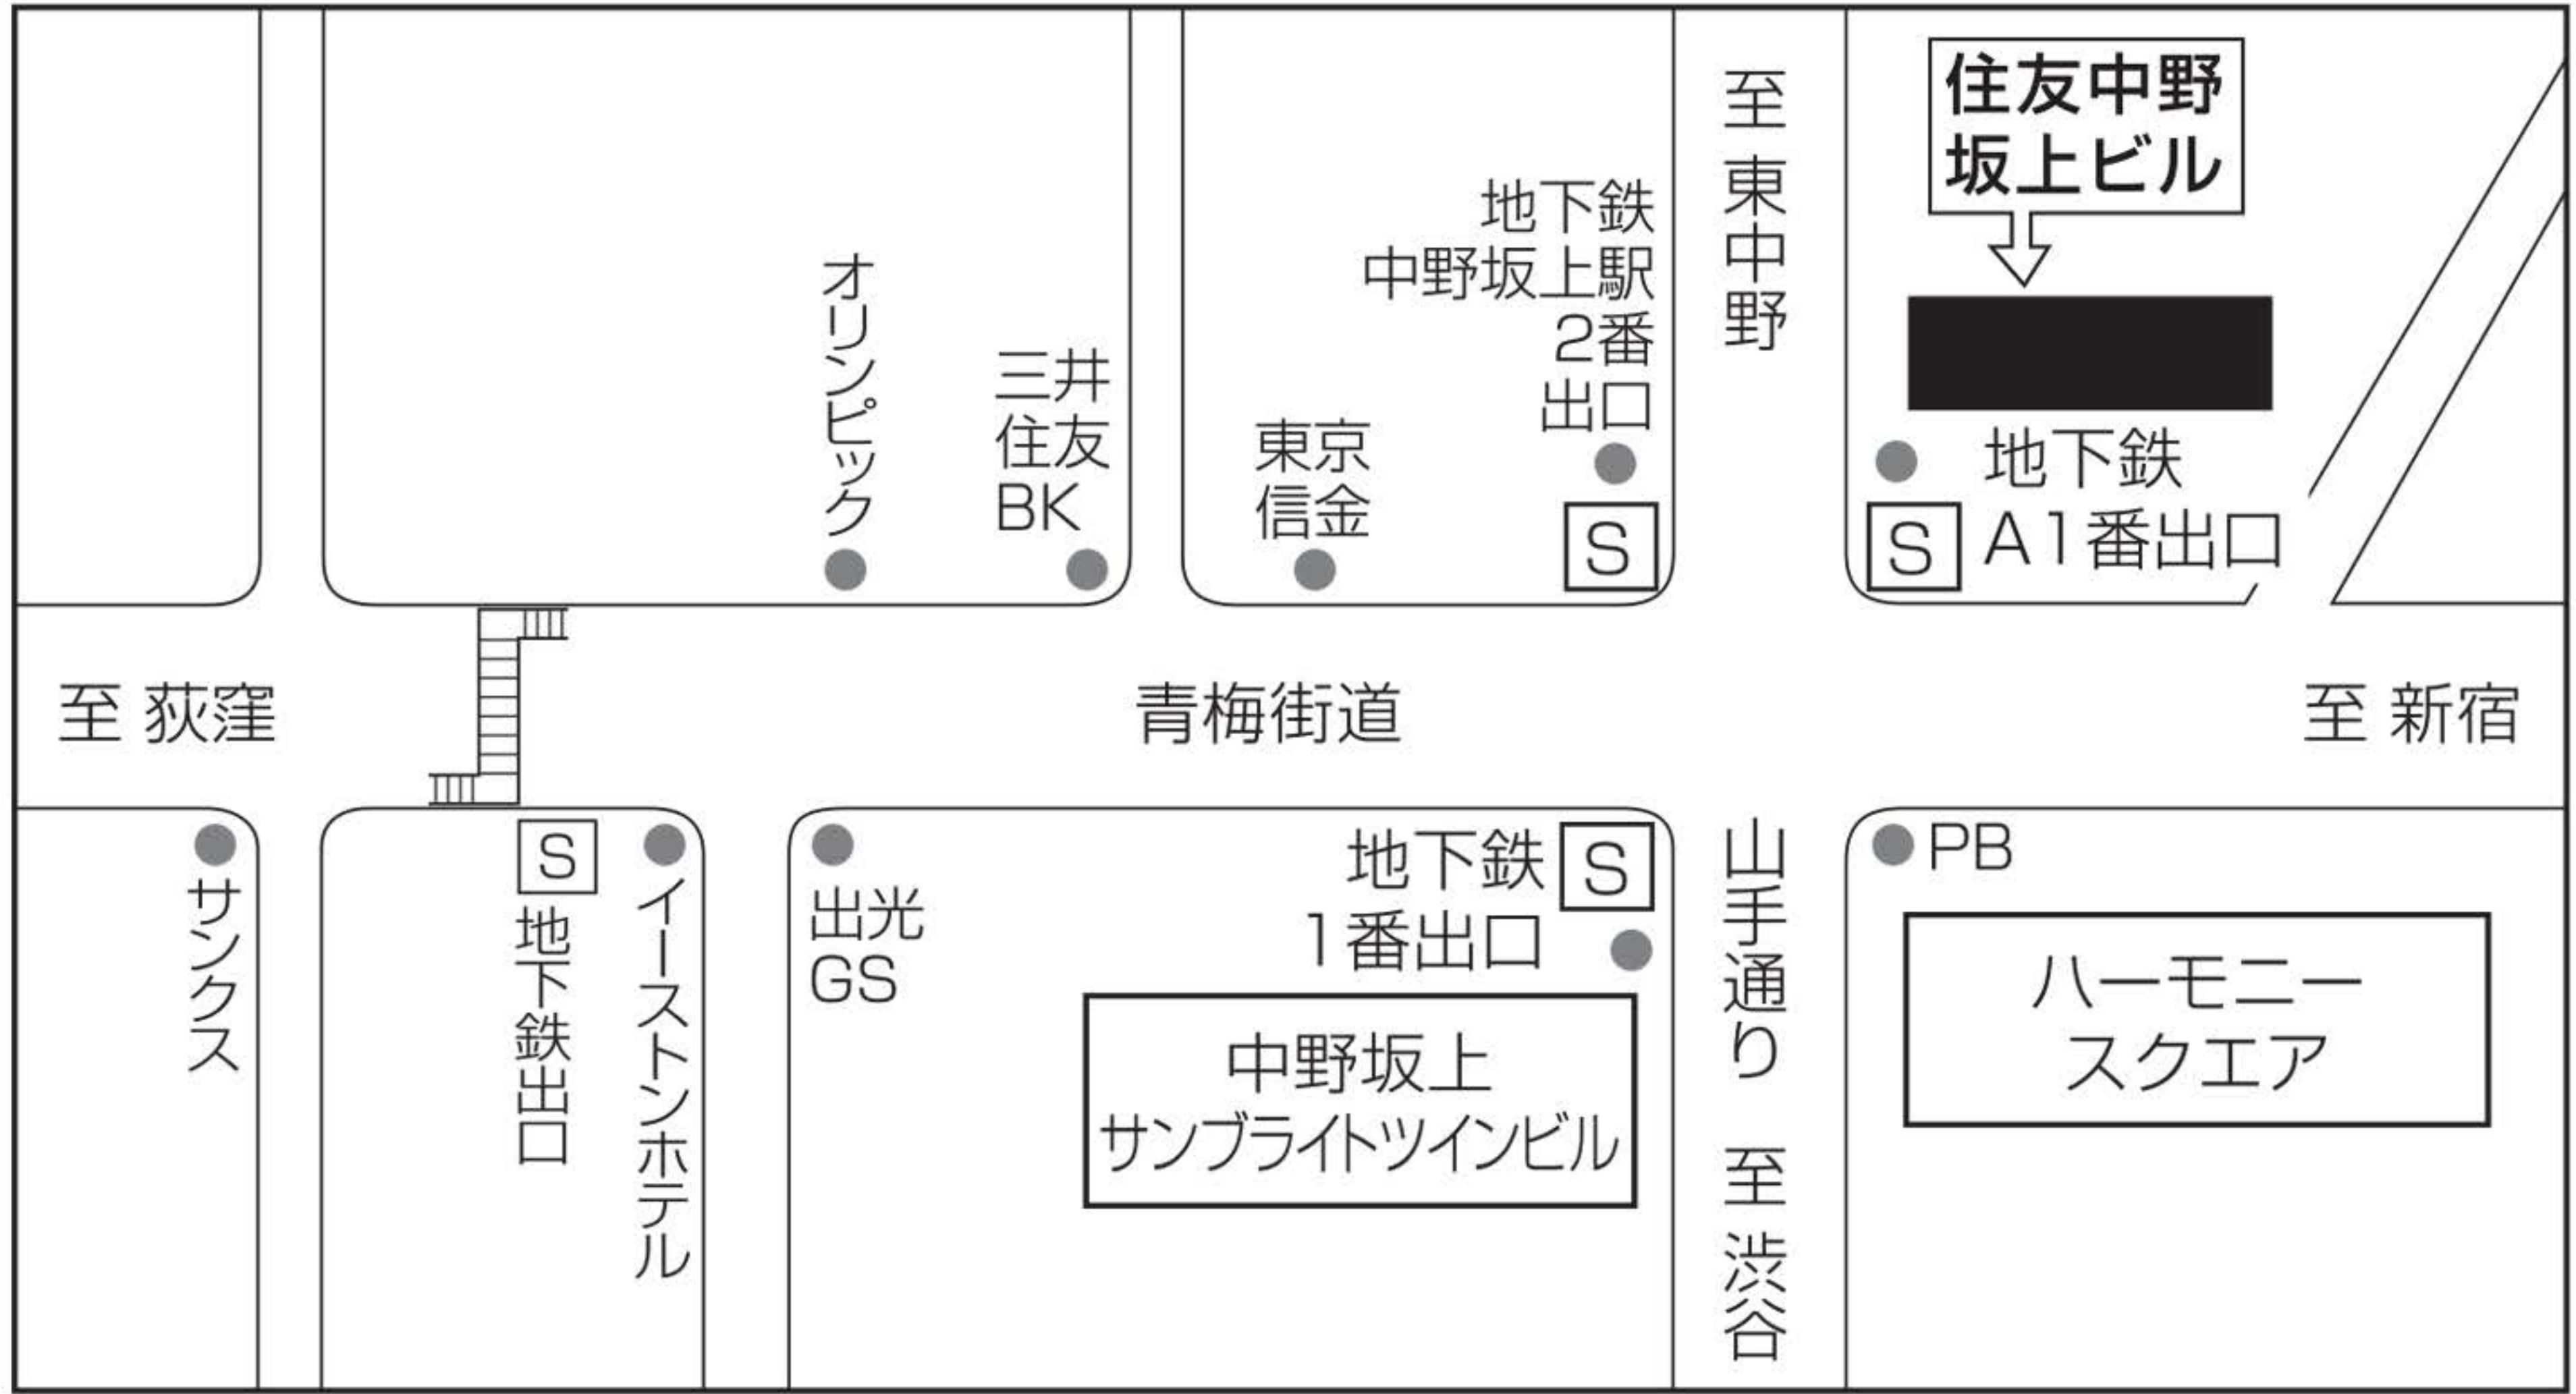 住友中野
坂上ビル
至 東中野
地下鉄
中野坂上駅
2番
出口
S
オリンピック
三井
住友
BK
東京
信金
地下鉄
A1番出口
S
至 荻窪
青梅街道
至 新宿
サンクス
S
地下鉄出口
イーストンホテル
出光
GS
地下鉄
1番出口
S
中野坂上
サンブライトツインビル
山手通り 至 渋谷
PB
ハーモニー
スクエア